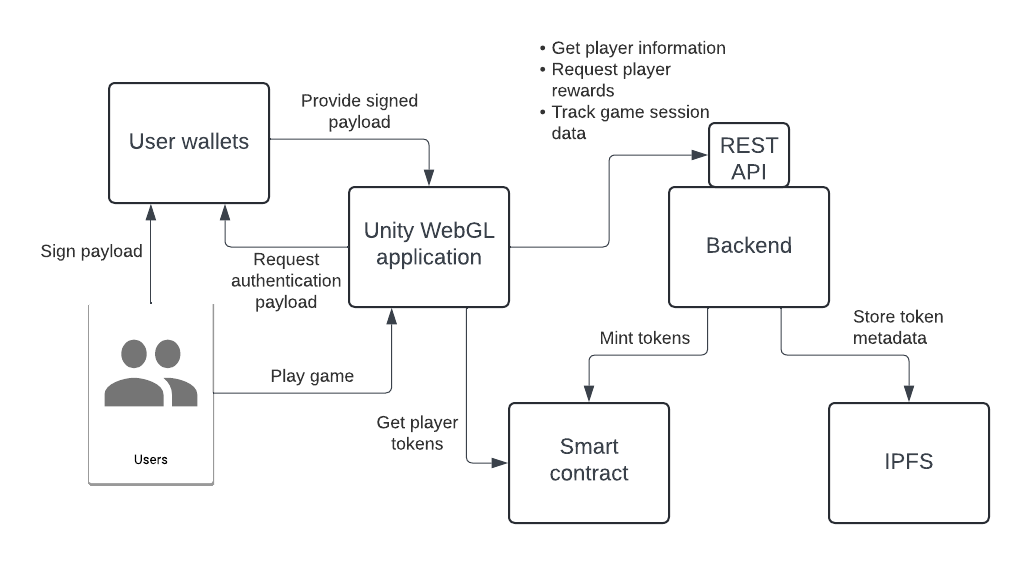 • Get player information
• Request player
rewards
• Track game session
data
User wallets
Provide signed
payload
REST
API
Unity WebGL
application
Backend
Sign payload
Request
authentication
payload
Users
Play game
Get player
tokens
Mint tokens
Store token
metadata
Smart
contract
IPFS